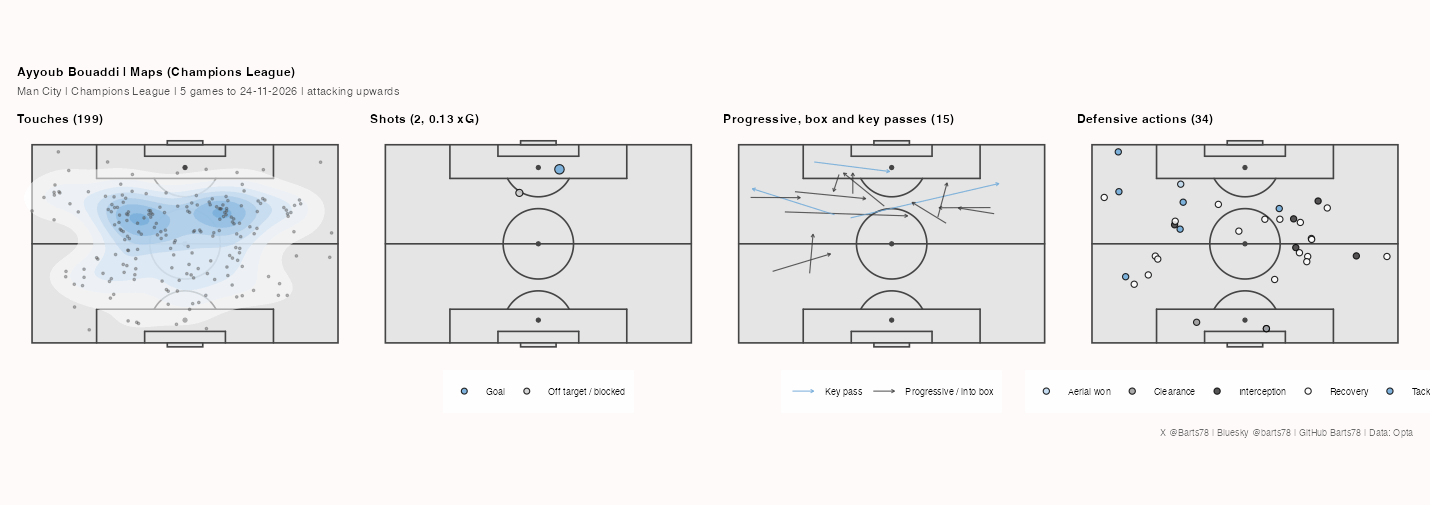 Ayyoub Bouaddi | Maps (Champions League)
Man City | Champions League | 5 games to 24-11-2026 | attacking upwards
Touches (199)
Shots (2, 0.13 xG)
Progressive, box and key passes (15)
Defensive actions (34)
Goal
Off target / blocked
Key pass
Progressive / into box
Aerial won
Clearance
Interception
Recovery
Tack
X @Barts78 | Bluesky @barts78 | GitHub Barts78 | Data: Opta